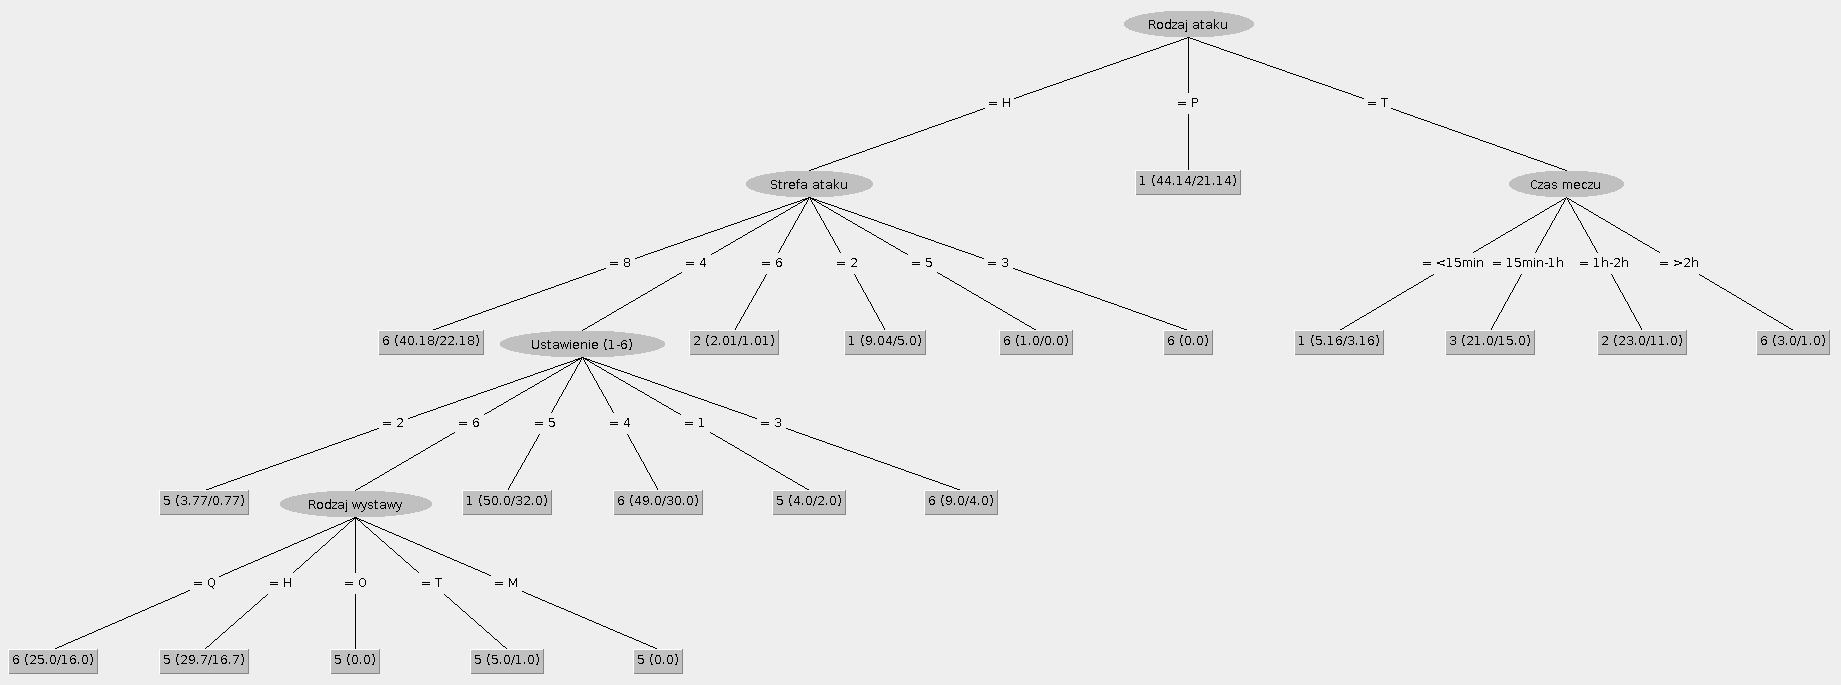 Rodzaj ataku
= H
= P
= T
Strefa ataku
1 (44.14/21.14)
Czas meczu
= 8
= 4
= 6
= 2
= 5
= 3
= <15min
= 15min-1h
= 1h-2h
= >2h
6 (40.18/22.18)
Ustawienie (1-6)
2 (2.01/1.01)
1 (9.04/5.0)
6 (1.0/0.0)
6 (0.0)
1 (5.16/3.16)
3 (21.0/15.0)
2 (23.0/11.0)
6 (3.0/1.0)
= 2
= 6
= 5
= 4
= 1
= 3
5 (3.77/0.77)
Rodzaj wystawy
1 (50.0/32.0)
6 (49.0/30.0)
5 (4.0/2.0)
6 (9.0/4.0)
= Q
= H
= O
= T
= M
6 (25.0/16.0)
5 (29.7/16.7)
5 (0.0)
5 (5.0/1.0)
5 (0.0)